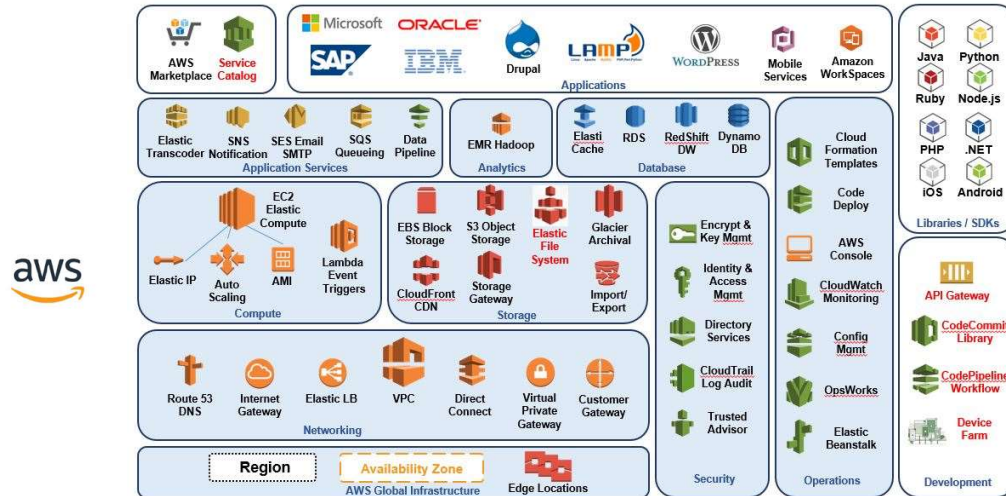 aws
AWS
Marketplace
Service
Catalog
Microsoft
ORACLE
SAP
IBM
Drupal
LAMP
WORDPRESS
Mobile
Services
Amazon
WorkSpaces
Applications
Java
Python
Ruby
Node.js
PHP
.NET
iOS
Android
Libraries / SDKs
Elastic
Transcoder
SNS
Notification
SES Email
SMTP
SQS
Queueing
Data
Pipeline
Application Services
EMR Hadoop
Analytics
Elasti
Cache
RDS
RedShift
DW
Dynamo
DB
Database
EC2
Elastic
Compute
Elastic IP
Auto
Scaling
AMI
Lambda
Event
Triggers
Compute
EBS Block
Storage
S3 Object
Storage
Elastic
File
System
Glacier
Archival
CloudFront
CDN
Storage
Gateway
Import/
Export
Storage
Route 53
DNS
Internet
Gateway
Elastic LB
VPC
Direct
Connect
Virtual
Private
Gateway
Customer
Gateway
Networking
Region
Availability Zone
Edge Locations
AWS Global Infrastructure
Encrypt &
Key Mgmt
Identity &
Access
Mgmt
Directory
Services
CloudTrail
Log Audit
Trusted
Advisor
Security
Cloud
Formation
Templates
Code
Deploy
AWS
Console
CloudWatch
Monitoring
Config
Mgmt
OpsWorks
Elastic
Beanstalk
Operations
API Gateway
CodeCommit
Library
CodePipeline
Workflow
Device
Farm
Development